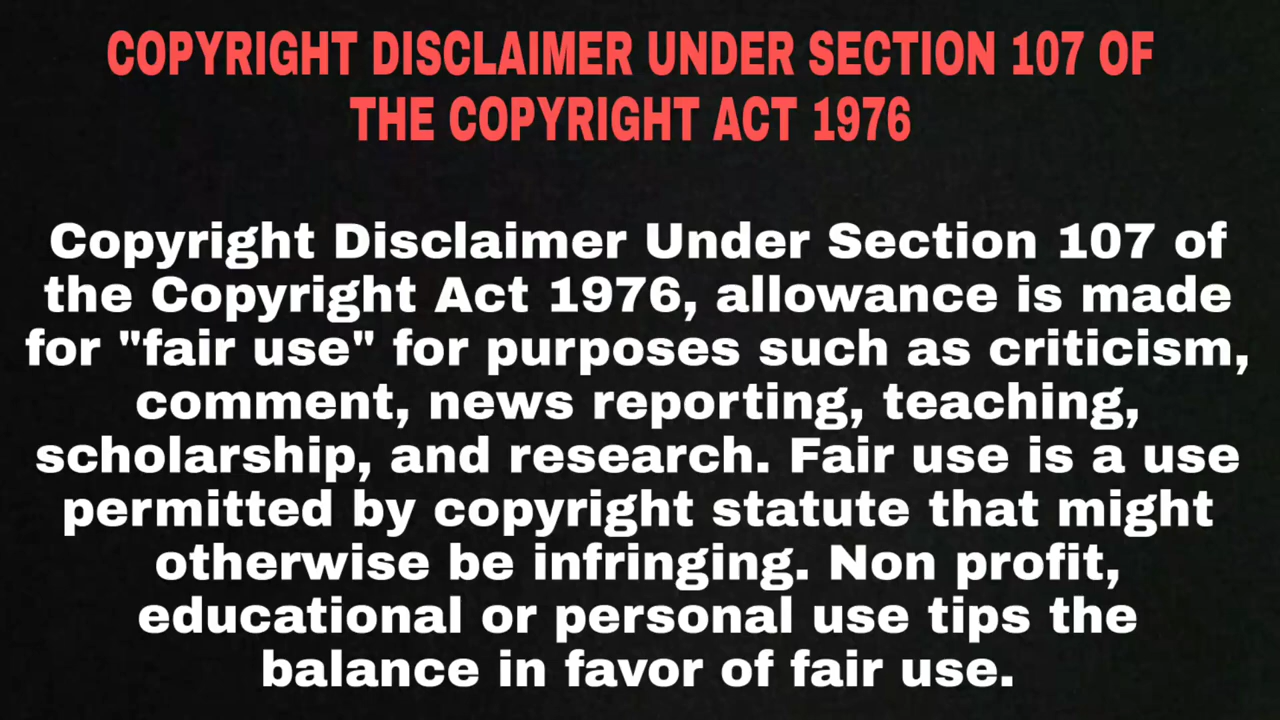 COPYRIGHT DISCLAIMER UNDER SECTION 107 OF
THE COPYRIGHT ACT 1976
Copyright Disclaimer Under Section 107 of
the Copyright Act 1976, allowance is made
for "fair use" for purposes such as criticism,
comment, news reporting, teaching,
scholarship, and research. Fair use is a use
permitted by copyright statute that might
otherwise be infringing. Non profit,
educational or personal use tips the
balance in favor of fair use.